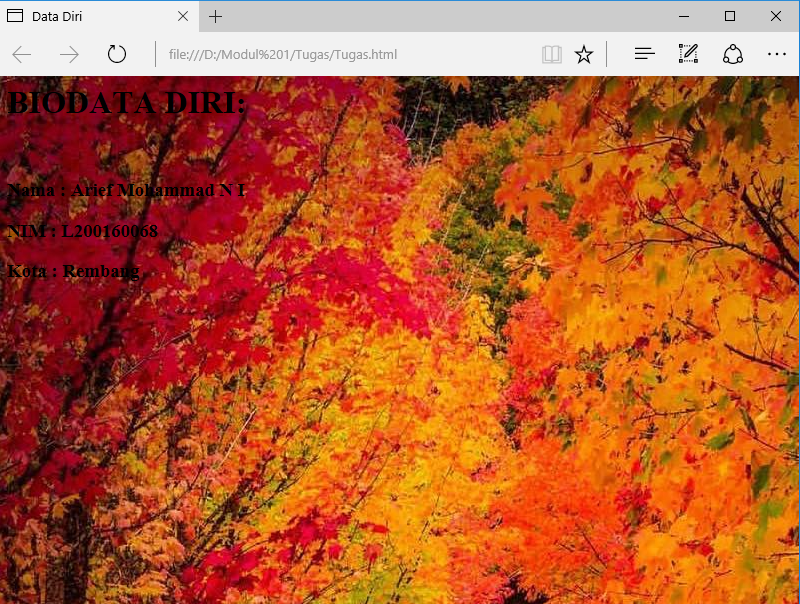 Data Diri
file:///D:/Modul%201/Tugas/Tugas.html
BIODATA DIRI:
Nama : Arief Mohammad N I
NIM : L200160068
Kota : Rembang